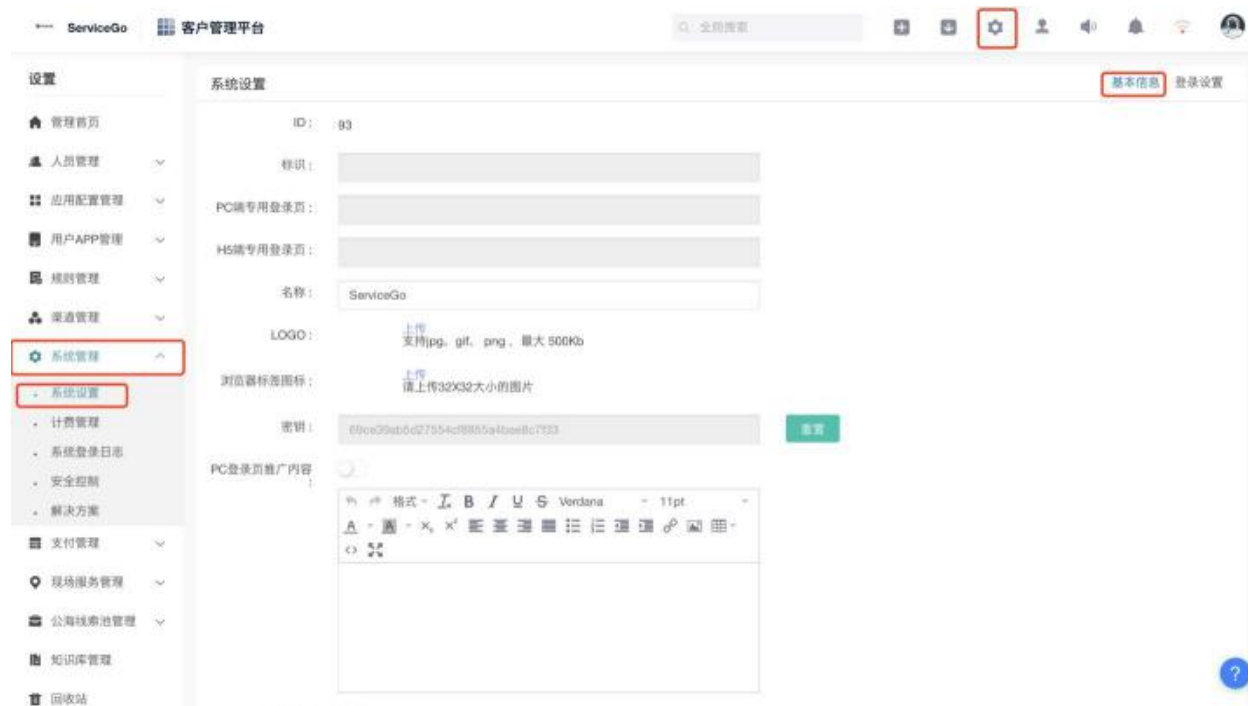 ServiceGo 客户管理平台 全局搜索
设置
系统设置 基本信息 登录设置
管理首页
ID： 93
人员管理
标识：
应用配置管理
PC端专用登录页：
用户APP管理
H5端专用登录页：
规则管理
名称： ServiceGo
渠道管理
LOGO： 上传
支持jpg、gif、png，最大 500Kb
系统管理
浏览器标签图标： 上传
请上传32X32大小的图片
系统设置
计费管理
密钥： 重置
系统登录日志
PC登录页推广内容：
安全控制
格式 B I U S Verdana 11pt
解决方案
支付管理
现场服务管理
公海线索池管理
知识库管理
回收站